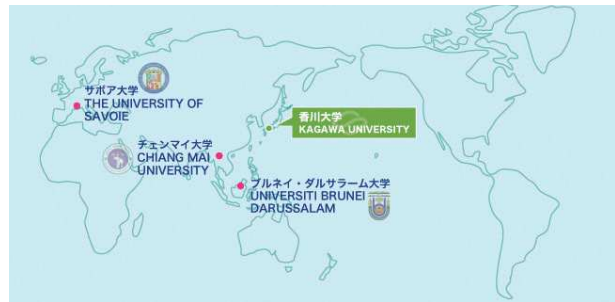 サボア大学
THE UNIVERSITY OF
SAVOIE
香川大学
KAGAWA UNIVERSITY
チェンマイ大学
CHIANG MAI
UNIVERSITY
ブルネイ・ダルサラーム大学
UNIVERSITI BRUNEI
DARUSSALAM